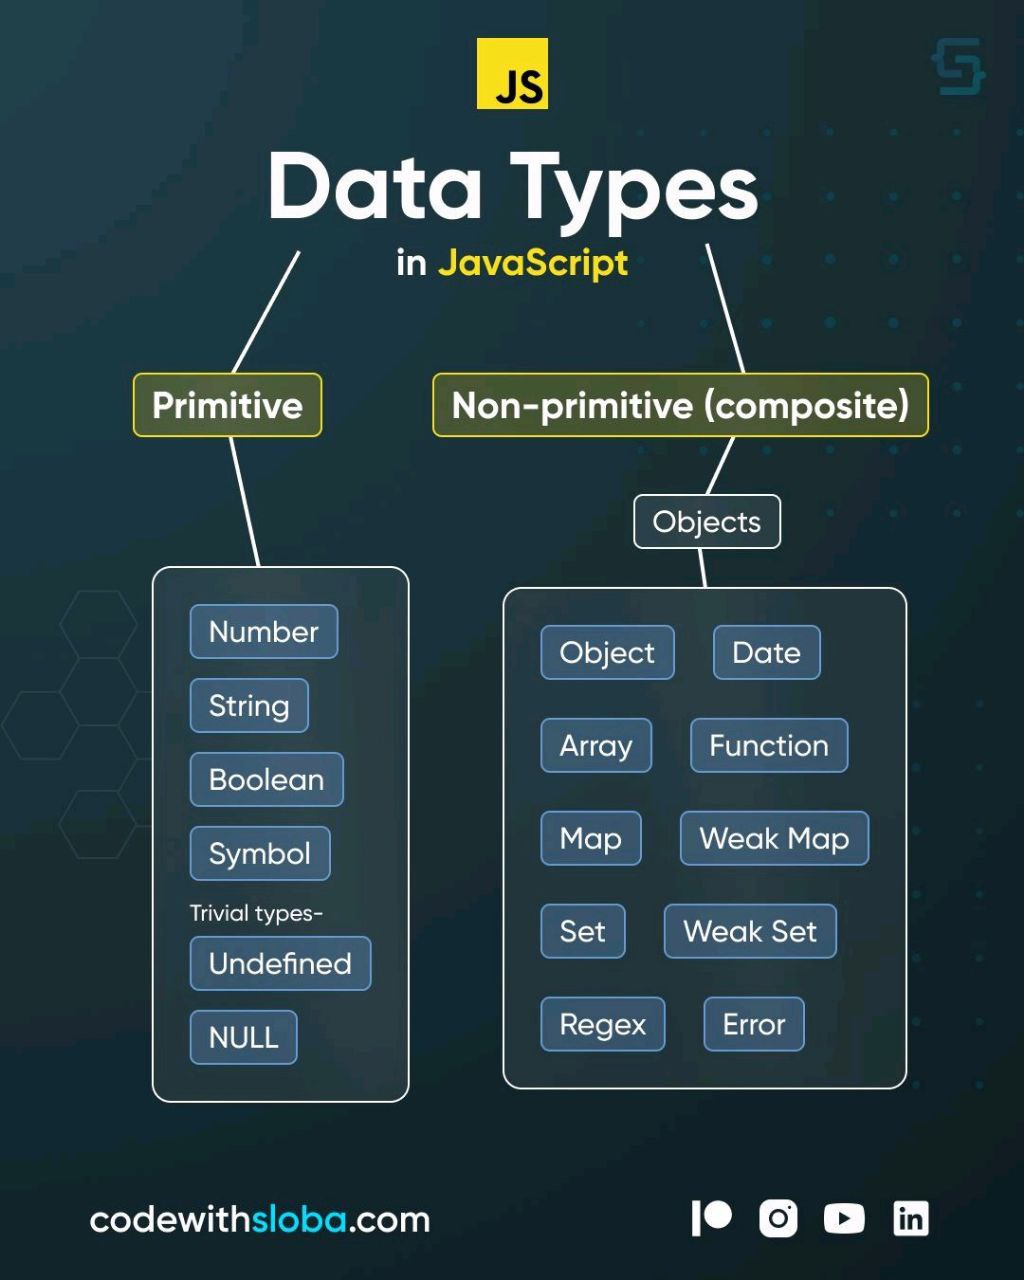 JS
Data Types
in JavaScript
Primitive
Non-primitive (composite)
Objects
Number
String
Boolean
Symbol
Trivial types-
Undefined
NULL
Object
Date
Array
Function
Map
Weak Map
Set
Weak Set
Regex
Error
codewithsloba.com
in